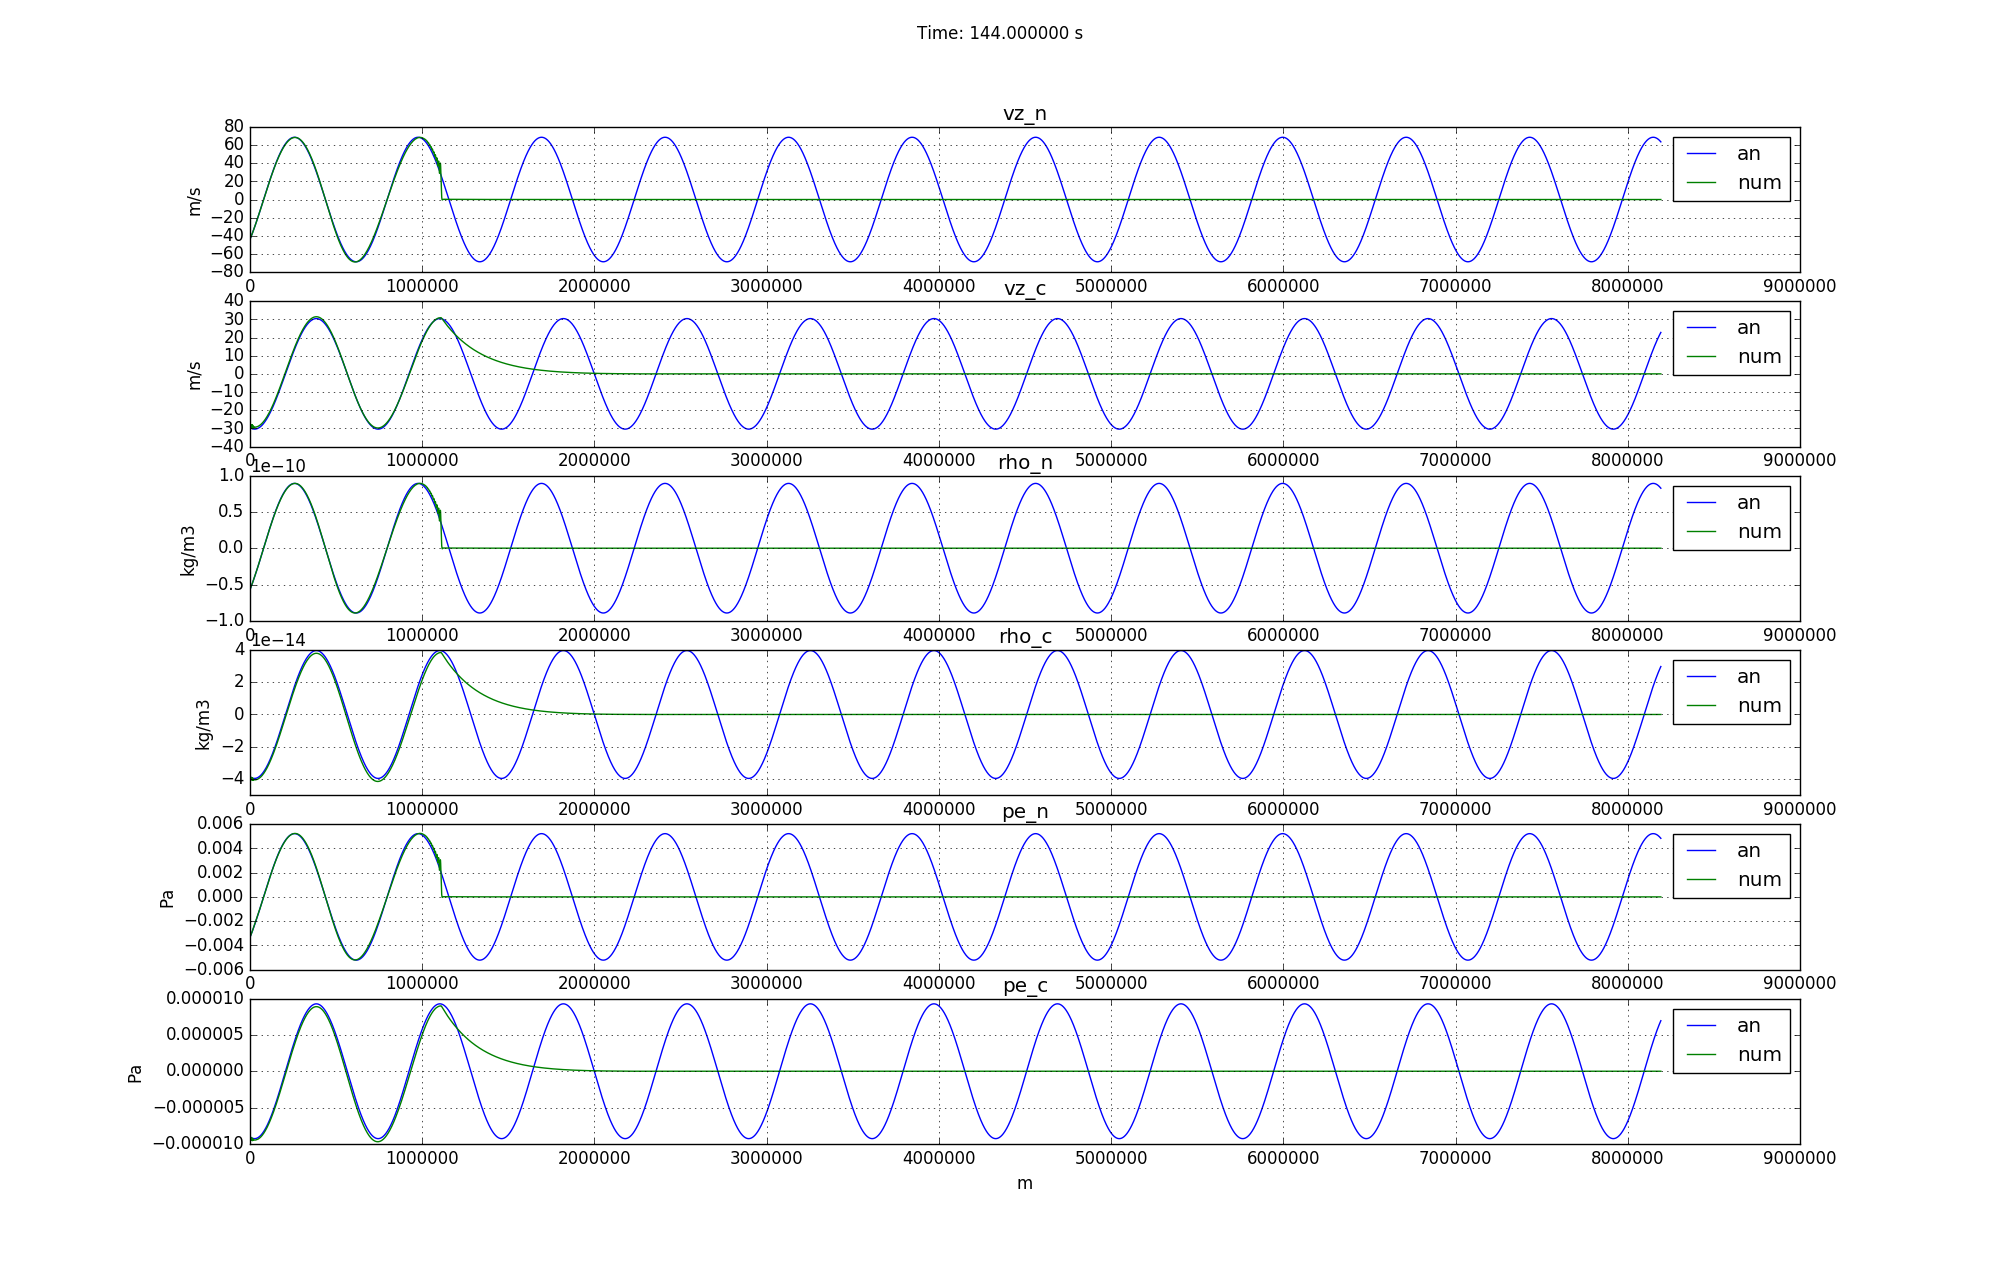 Time: 144.000000 s
vz_n
80
60
40
20
0
−20
−40
−60
−80
m/s
an
num
0 1000000 2000000 3000000 4000000 5000000 6000000 7000000 8000000 9000000
vz_c
40
30
20
10
0
−10
−20
−30
−40
m/s
an
num
0 1000000 2000000 3000000 4000000 5000000 6000000 7000000 8000000 9000000
1e−10
rho_n
1.0
0.5
0.0
−0.5
−1.0
kg/m3
an
num
0 1000000 2000000 3000000 4000000 5000000 6000000 7000000 8000000 9000000
1e−14
rho_c
4
2
0
−2
−4
kg/m3
an
num
0 1000000 2000000 3000000 4000000 5000000 6000000 7000000 8000000 9000000
pe_n
0.006
0.004
0.002
0.000
−0.002
−0.004
−0.006
Pa
an
num
0 1000000 2000000 3000000 4000000 5000000 6000000 7000000 8000000 9000000
pe_c
0.000010
0.000005
0.000000
−0.000005
−0.000010
Pa
an
num
0 1000000 2000000 3000000 4000000 5000000 6000000 7000000 8000000 9000000
m